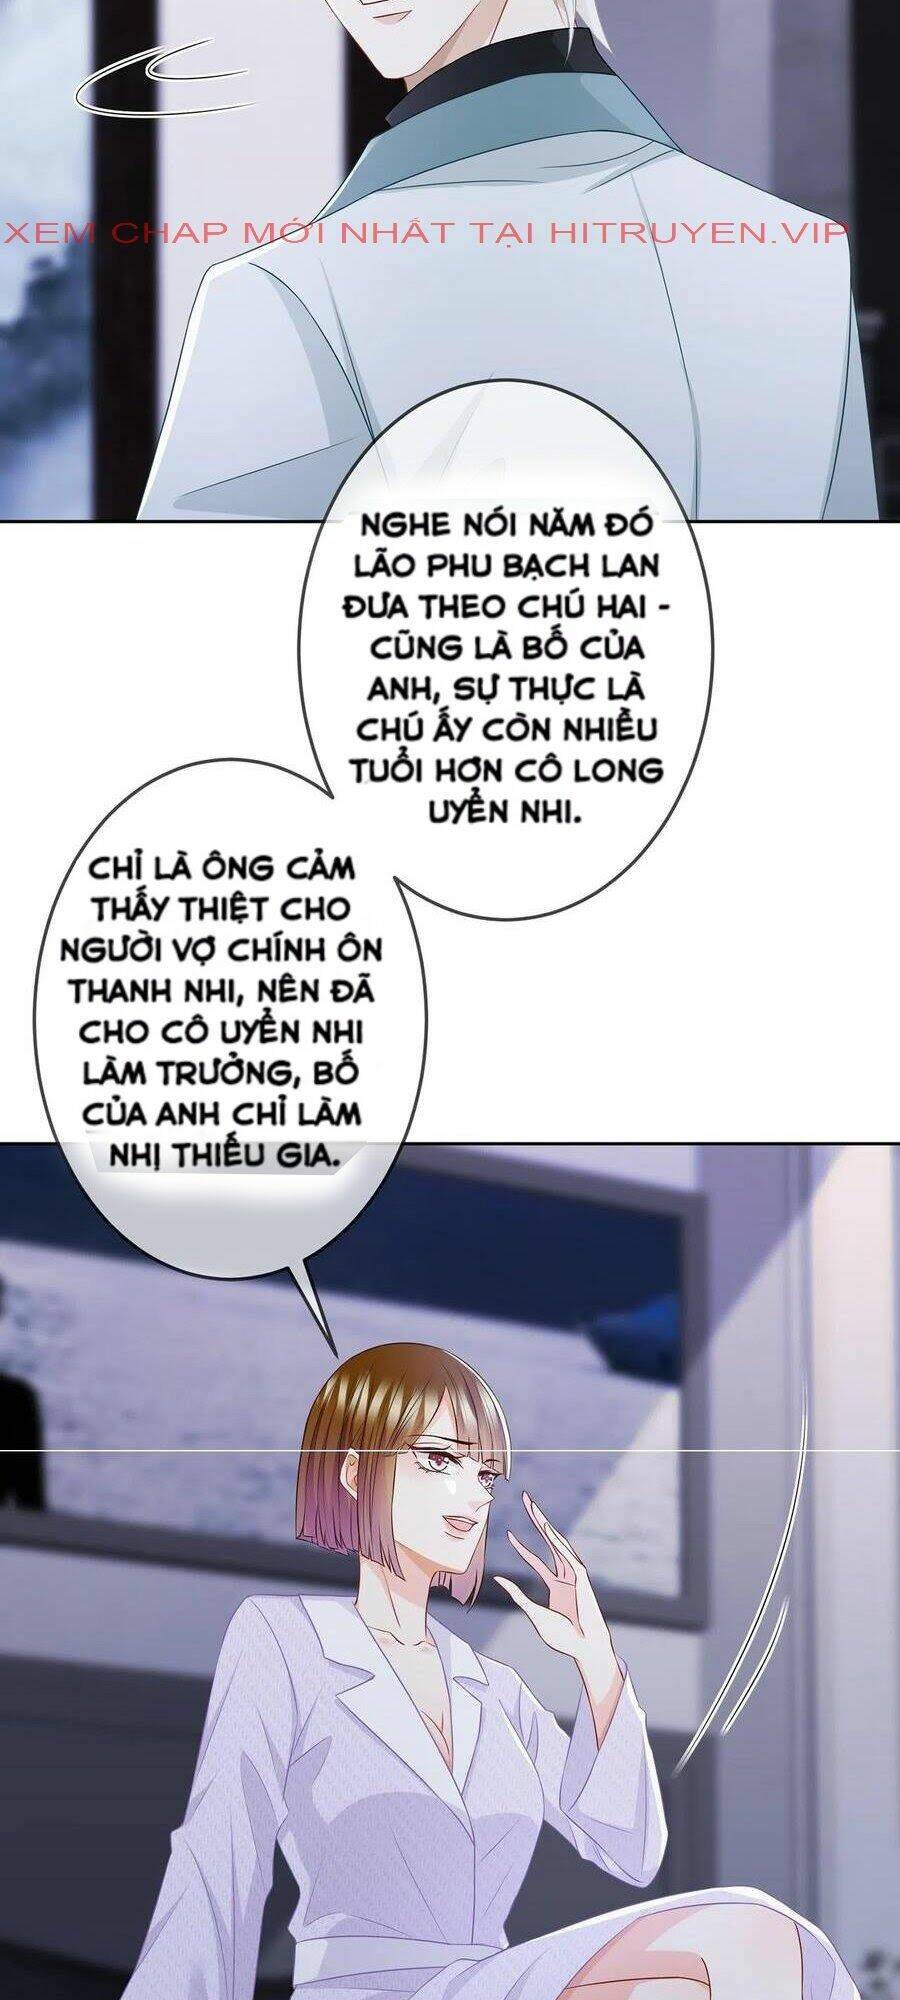 XEM CHAP MỚI NHẤT TẠI HITRUYEN.VIP
NGHE NÓI NĂM ĐÓ
LÃO PHU BẠCH LAN
ĐƯA THEO CHÚ HAI -
CŨNG LÀ BỐ CỦA
ANH, SỰ THỰC LÀ
CHÚ ẤY CÒN NHIỀU
TUỔI HƠN CÔ LONG
UYỂN NHI.
CHỈ LÀ ÔNG CẢM
THẤY THIỆT CHO
NGƯỜI VỢ CHÍNH ÔN
THANH NHI, NÊN ĐÃ
CHO CÔ UYỂN NHI
LÀM TRƯỞNG, BỐ
CỦA ANH CHỈ LÀM
NHỊ THIẾU GIA.